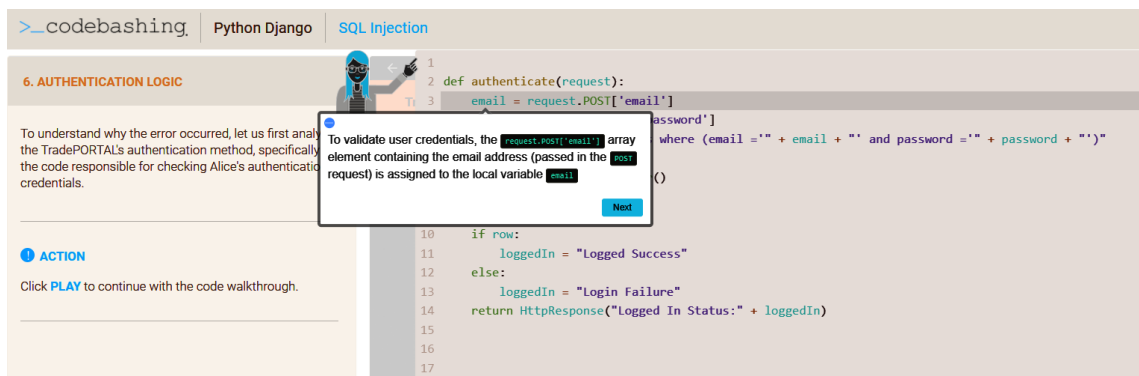 >_codebashing
Python Django
SQL Injection
6. AUTHENTICATION LOGIC
To understand why the error occurred, let us first analy
the TradePORTAL's authentication method, specifically
the code responsible for checking Alice's authenticatio
credentials.
ACTION
Click PLAY to continue with the code walkthrough.
Tr
1
2 def authenticate(request):
3 email = request.POST['email']
assword']
where (email ='" + email + "' and password ='" + password + "')"
()
To validate user credentials, the request.POST['email'] array
element containing the email address (passed in the POST
request) is assigned to the local variable email
Next
10 if row:
11 loggedIn = "Logged Success"
12 else:
13 loggedIn = "Login Failure"
14 return HttpResponse("Logged In Status:" + loggedIn)
15
16
17